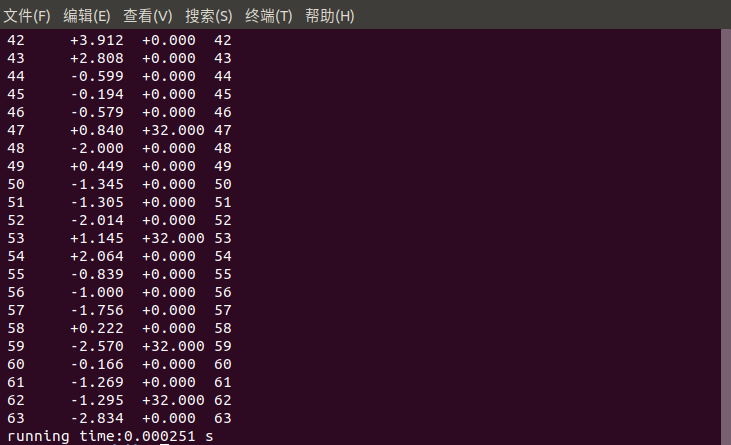 文件(F) 编辑(E) 查看(V) 搜索(S) 终端(T) 帮助(H)
42 +3.912 +0.000 42
43 +2.808 +0.000 43
44 -0.599 +0.000 44
45 -0.194 +0.000 45
46 -0.579 +0.000 46
47 +0.840 +32.000 47
48 -2.000 +0.000 48
49 +0.449 +0.000 49
50 -1.345 +0.000 50
51 -1.305 +0.000 51
52 -2.014 +0.000 52
53 +1.145 +32.000 53
54 +2.064 +0.000 54
55 -0.839 +0.000 55
56 -1.000 +0.000 56
57 -1.756 +0.000 57
58 +0.222 +0.000 58
59 -2.570 +32.000 59
60 -0.166 +0.000 60
61 -1.269 +0.000 61
62 -1.295 +32.000 62
63 -2.834 +0.000 63
running time:0.000251 s